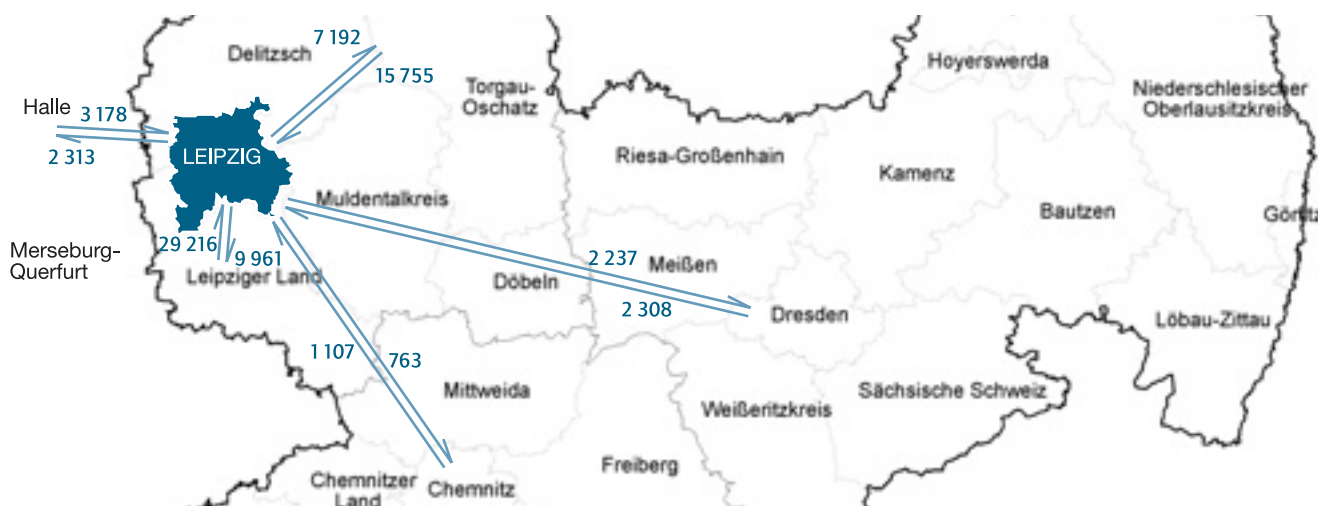 7 192
Delitzsch
15 755
Hoyerswerda
Torgau-
Oschatz
Niederschlesischer
Oberlausitzkreis
Halle
3 178
2 313
LEIPZIG
Riesa-Großenhain
Kamenz
Muldentalkreis
Bautzen
Görlitz
29 216
9 961
Merseburg-
Querfurt
Leipziger Land
2 237
Meißen
Döbeln
2 308
Dresden
Löbau-Zittau
1 107
763
Mittweida
Sächsische Schweiz
Weißeritzkreis
Freiberg
Chemnitzer
Land
Chemnitz